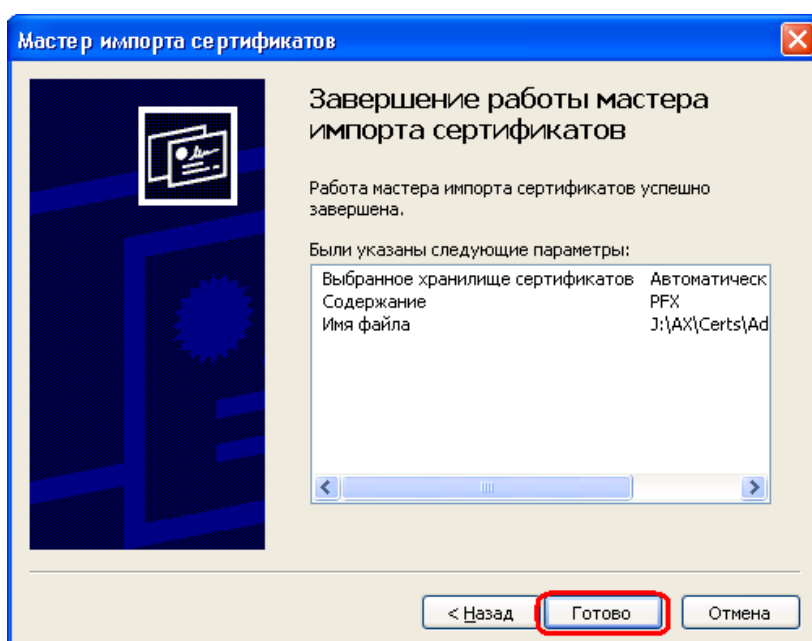 Мастер импорта сертификатов
Завершение работы мастера
импорта сертификатов
Работа мастера импорта сертификатов успешно
завершена.
Были указаны следующие параметры:
Выбранное хранилище сертификатов Автоматическ
Содержание PFX
Имя файла J:\AX\Certs\Ad
< Назад Готово Отмена